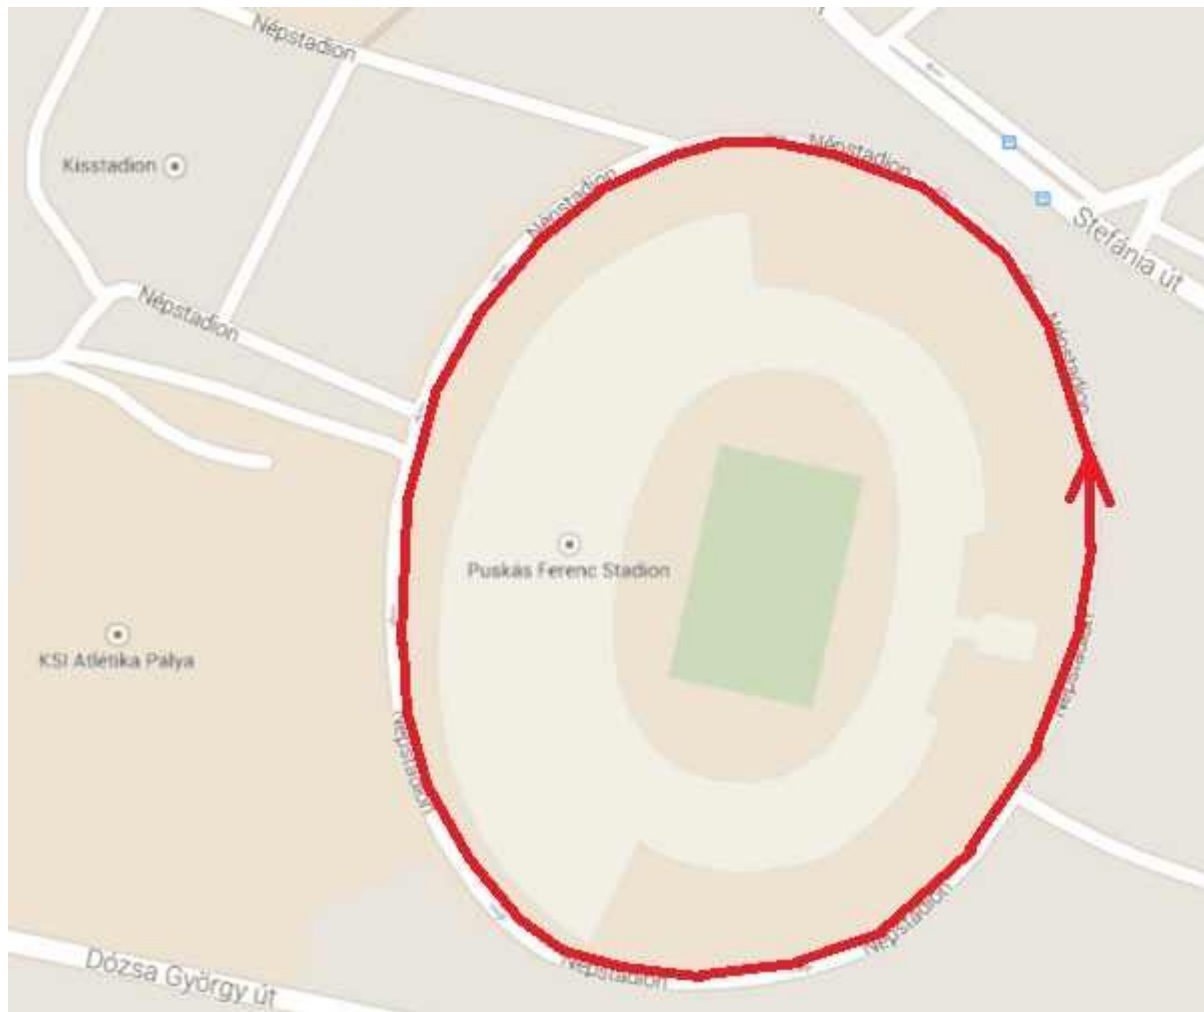 Népstadion
Népstadion
Kisstadion
Népstadion
Stefánia út
Népstadion
Népstadion
Puskás Ferenc Stadion
KSI Atlétika Pálya
Népstadion
Népstadion
Népstadion
Népstadion
Dózsa György út